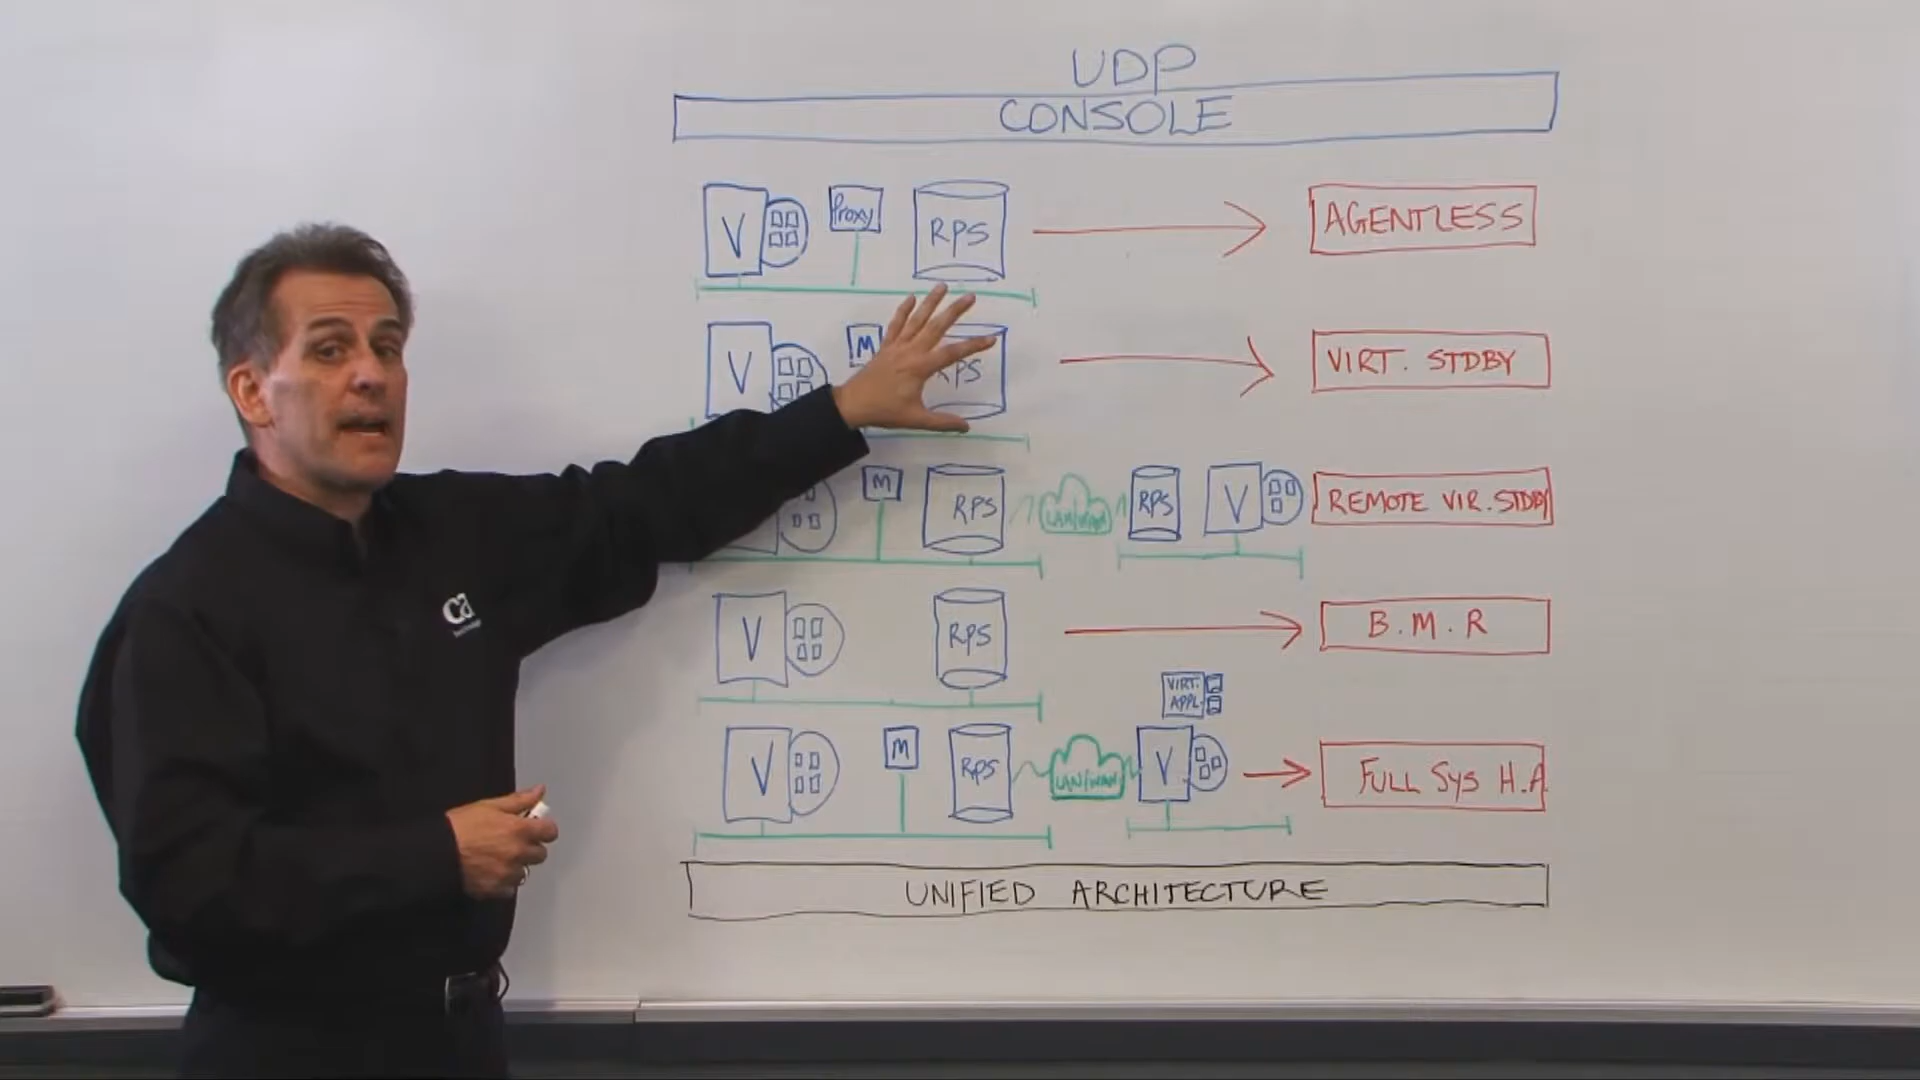 UDP
CONSOLE
V Proxy RPS AGENTLESS
V M RPS VIRT. STDBY
M RPS LAN/WAN RPS V REMOTE VIR. STDBY
V RPS B.M.R
VIRT.
APPL.
V M RPS LAN/WAN V FULL SYS H.A
UNIFIED ARCHITECTURE
ca